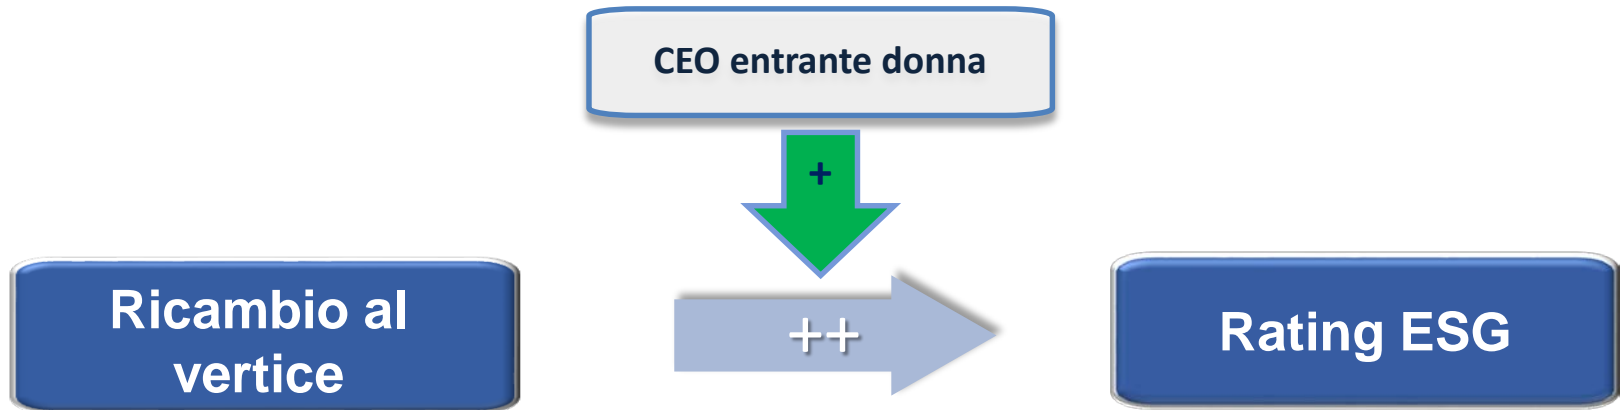 CEO entrante donna
+
Ricambio al
vertice
++
Rating ESG